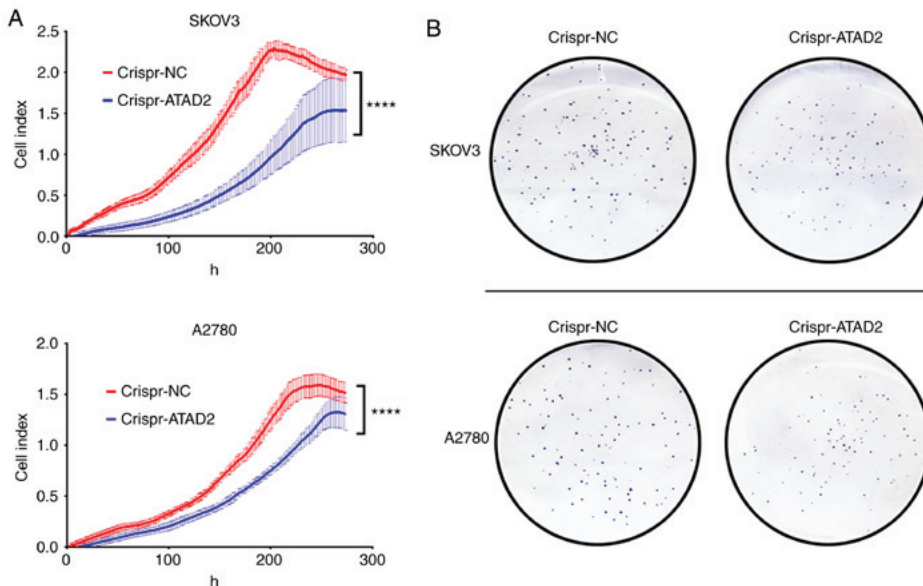 A
SKOV3
2.5
2.0
1.5
1.0
0.5
0.0
Cell index
Crispr-NC
Crispr-ATAD2
****
0
100
200
300
h
A2780
2.0
1.5
1.0
0.5
0.0
Cell index
Crispr-NC
Crispr-ATAD2
****
0
100
200
300
h
B
Crispr-NC
Crispr-ATAD2
SKOV3
Crispr-NC
Crispr-ATAD2
A2780